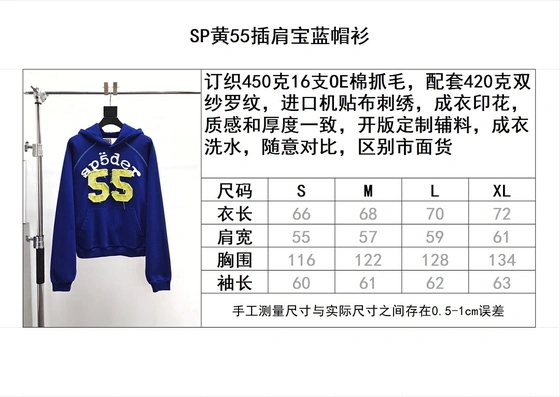 SP黄55插肩宝蓝帽衫
订织450克16支OE棉抓毛，配套420克双
纱罗纹，进口机贴布刺绣，成衣印花，
质感和厚度一致，开版定制辅料，成衣
洗水，随意对比，区别市面货
spöder
55
尺码 S M L XL
衣长 66 68 70 72
肩宽 55 57 59 61
胸围 116 122 128 134
袖长 60 61 62 63
手工测量尺寸与实际尺寸之间存在0.5-1cm误差